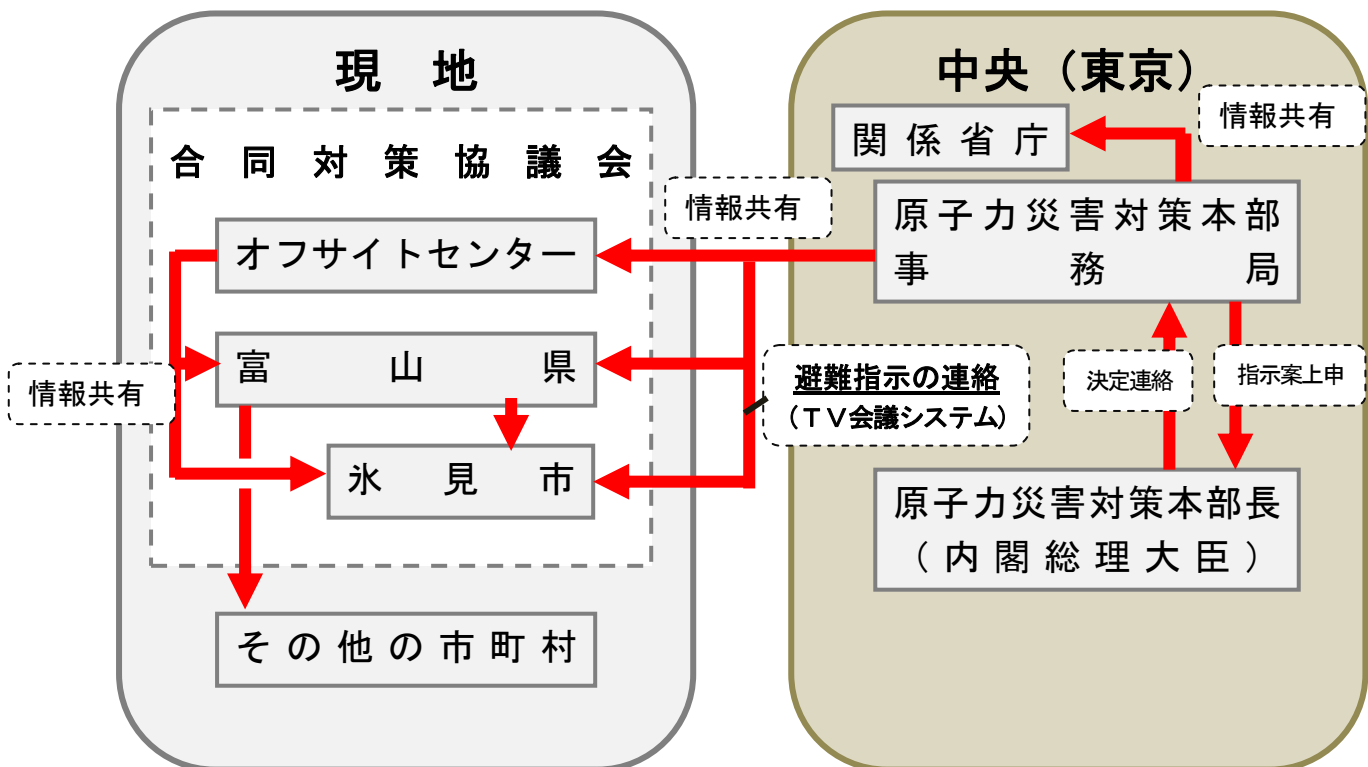 現　地
合同対策協議会
オフサイトセンター
富山県
氷見市
その他の市町村
情報共有
情報共有
避難指示の連絡
（ＴＶ会議システム）
中央（東京）
関係省庁
情報共有
原子力災害対策本部
事務局
決定連絡
指示案上申
原子力災害対策本部長
（内閣総理大臣）